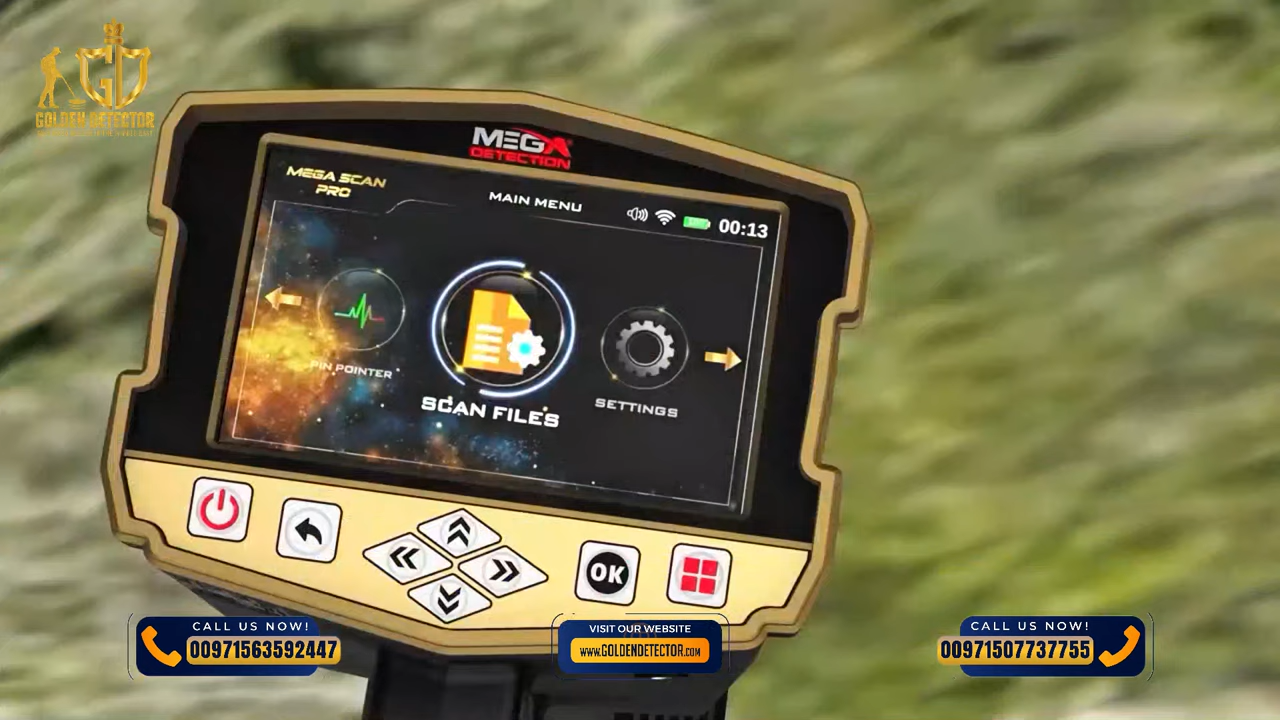 GD
GOLDEN DETECTOR
MEGA
DETECTION
MEGA SCAN
PRO
MAIN MENU
00:13
PIN POINTER
SCAN FILES
SETTINGS
OK
CALL US NOW!
00971563592447
VISIT OUR WEBSITE
WWW.GOLDENDETECTOR.COM
CALL US NOW!
00971507737755